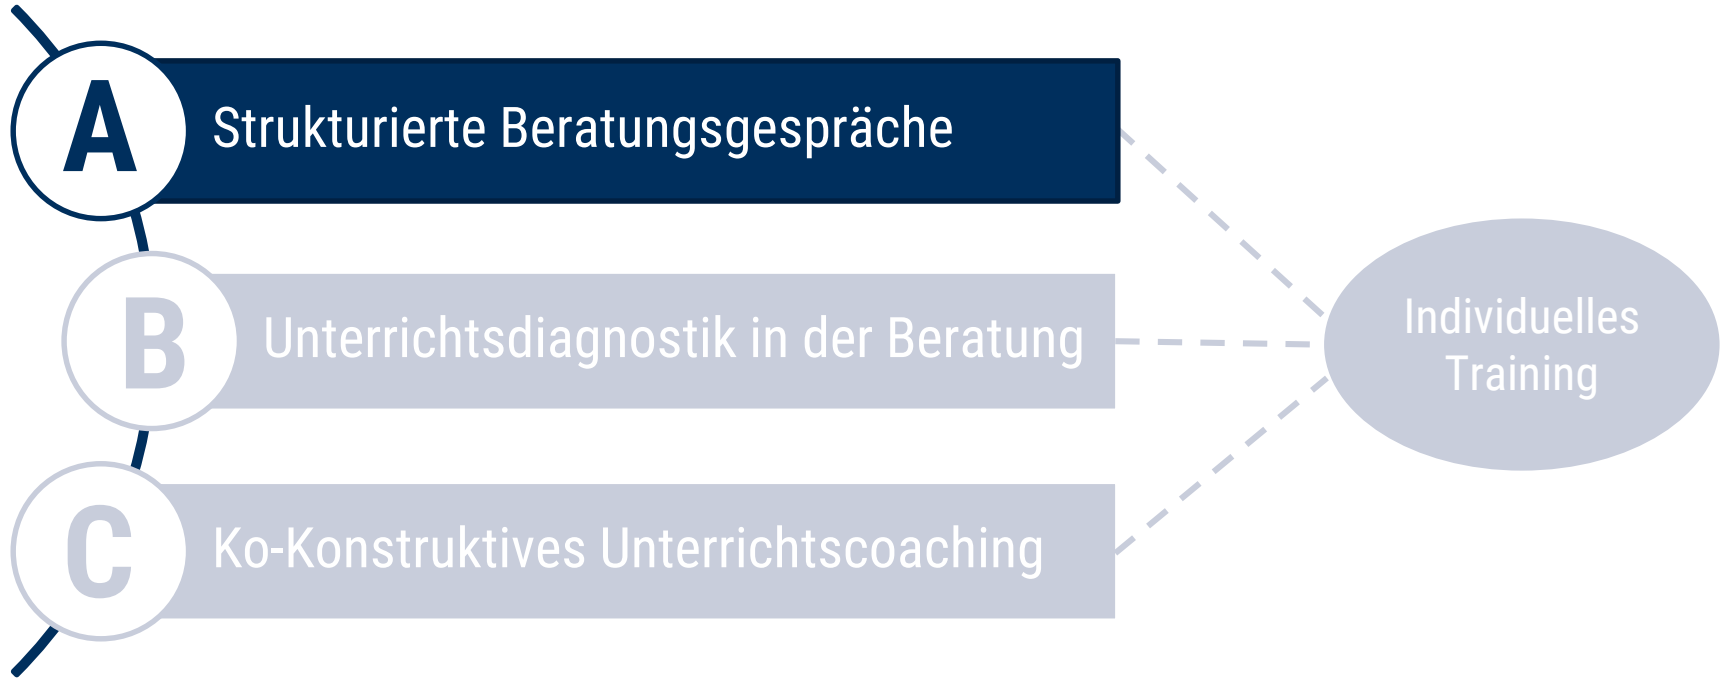 A
Strukturierte Beratungsgespräche
B
Unterrichtsdiagnostik in der Beratung
C
Ko-Konstruktives Unterrichtscoaching
Individuelles
Training